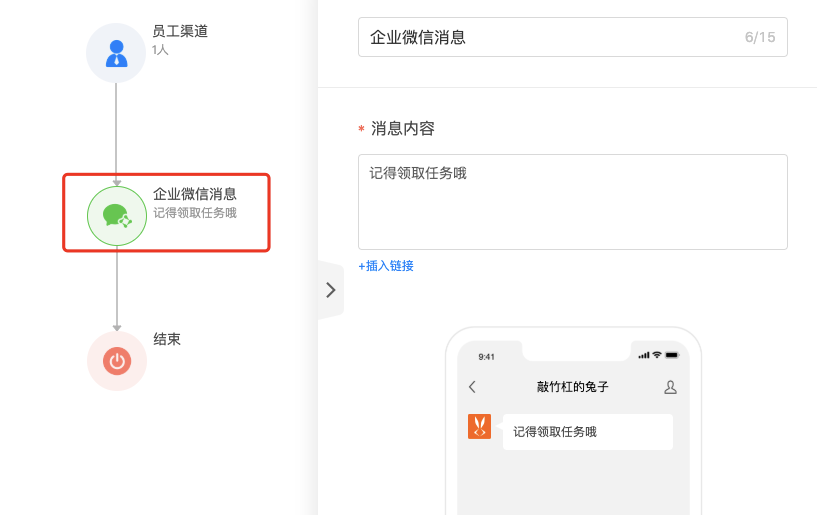 员工渠道
1人
企业微信消息
记得领取任务哦
结束
企业微信消息 6/15
* 消息内容
记得领取任务哦
+插入链接
9:41
敲竹杠的兔子
记得领取任务哦